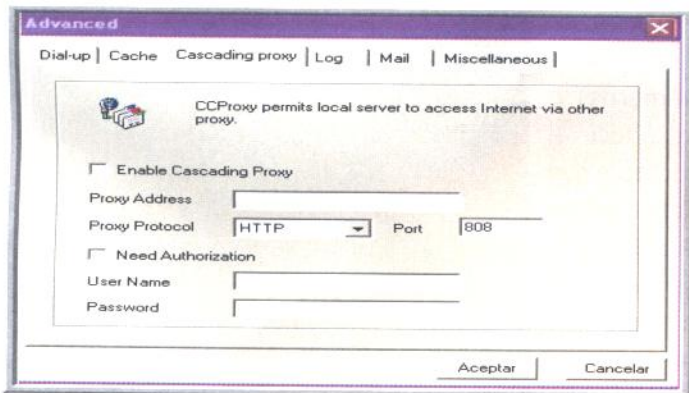 Advanced
Dial-up Cache Cascading proxy Log Mail Miscellaneous
CCProxy permits local server to access Internet via other
proxy.
Enable Cascading Proxy
Proxy Address
Proxy Protocol HTTP Port 808
Need Authorization
User Name
Password
Aceptar Cancelar